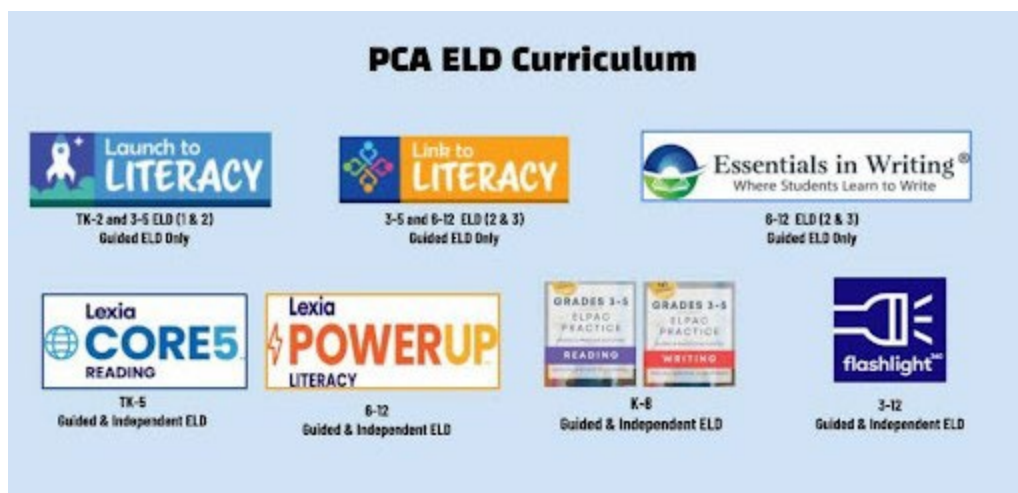 PCA ELD Curriculum
Launch to
LITERACY
TK-2 and 3-5 ELD (1 & 2)
Guided ELD Only
Link to
LITERACY
3-5 and 6-12 ELD (2 & 3)
Guided ELD Only
Essentials in Writing®
Where Students Learn to Write
6-12 ELD (2 & 3)
Guided ELD Only
Lexia
CORE5
READING
TK-5
Guided & Independent ELD
Lexia
POWERUP
LITERACY
6-12
Guided & Independent ELD
GRADES 3-5
ELPAC
PRACTICE
READING
GRADES 3-5
ELPAC
PRACTICE
WRITING
K-8
Guided & Independent ELD
flashlight360
3-12
Guided & Independent ELD